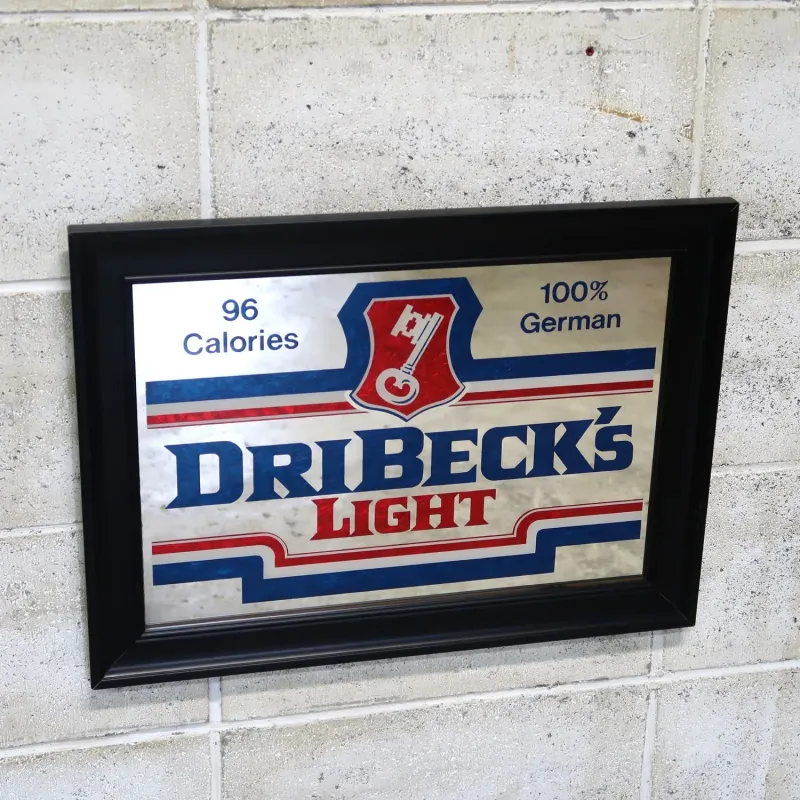 96
Calories
100%
German
DRIBECK'S
LIGHT